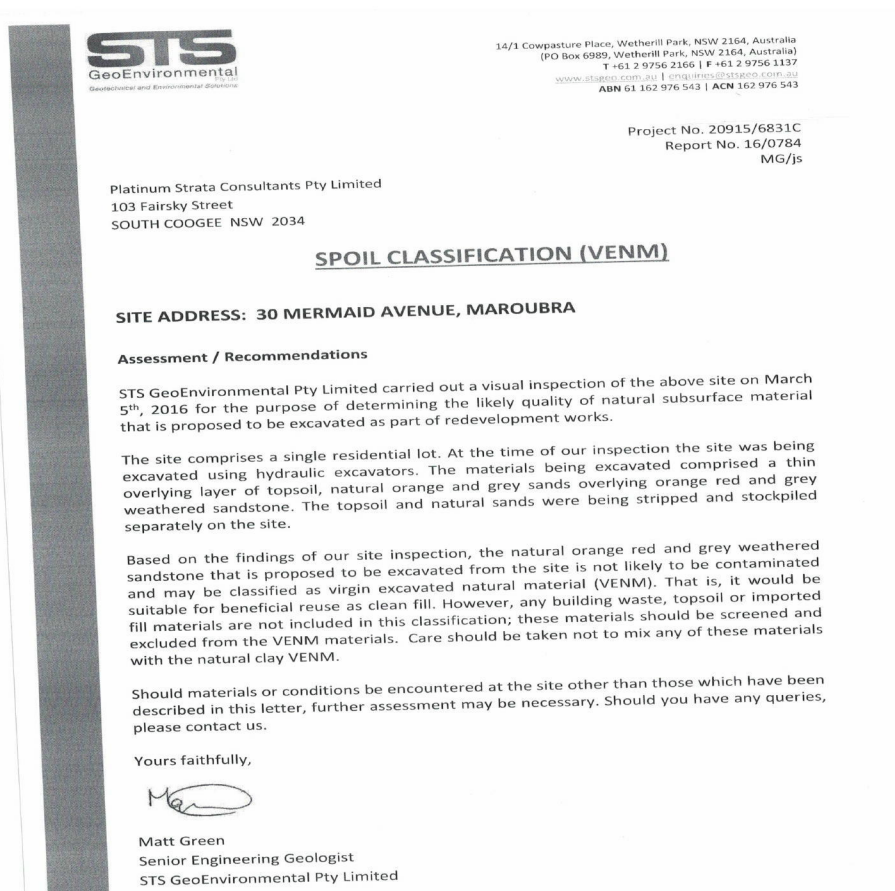 STS
GeoEnvironmental
Pty Ltd
Geotechnical and Environmental Solutions
14/1 Cowpasture Place, Wetherill Park, NSW 2164, Australia
(PO Box 6989, Wetherill Park, NSW 2164, Australia)
T +61 2 9756 2166 | F +61 2 9756 1137
www.stsgeo.com.au | enquiries@stsgeo.com.au
ABN 61 162 976 543 | ACN 162 976 543
Project No. 20915/6831C
Report No. 16/0784
MG/js
Platinum Strata Consultants Pty Limited
103 Fairsky Street
SOUTH COOGEE NSW 2034
SPOIL CLASSIFICATION (VENM)
SITE ADDRESS: 30 MERMAID AVENUE, MAROUBRA
Assessment / Recommendations
STS GeoEnvironmental Pty Limited carried out a visual inspection of the above site on March
5th, 2016 for the purpose of determining the likely quality of natural subsurface material
that is proposed to be excavated as part of redevelopment works.
The site comprises a single residential lot. At the time of our inspection the site was being
excavated using hydraulic excavators. The materials being excavated comprised a thin
overlying layer of topsoil, natural orange and grey sands overlying orange red and grey
weathered sandstone. The topsoil and natural sands were being stripped and stockpiled
separately on the site.
Based on the findings of our site inspection, the natural orange red and grey weathered
sandstone that is proposed to be excavated from the site is not likely to be contaminated
and may be classified as virgin excavated natural material (VENM). That is, it would be
suitable for beneficial reuse as clean fill. However, any building waste, topsoil or imported
fill materials are not included in this classification; these materials should be screened and
excluded from the VENM materials. Care should be taken not to mix any of these materials
with the natural clay VENM.
Should materials or conditions be encountered at the site other than those which have been
described in this letter, further assessment may be necessary. Should you have any queries,
please contact us.
Yours faithfully,
Matt Green
Senior Engineering Geologist
STS GeoEnvironmental Pty Limited